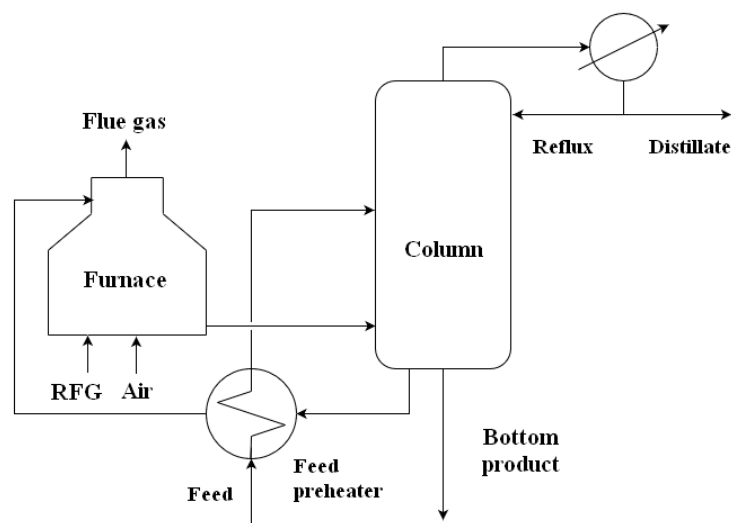 Flue gas
Reflux
Distillate
Column
Furnace
RFG
Air
Feed
Feed
preheater
Bottom
product